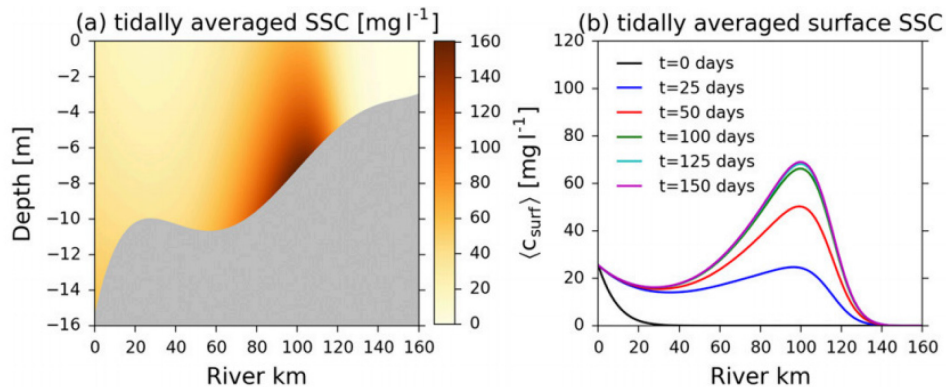 (a) tidally averaged SSC [mg l⁻¹]
0
−2
−4
−6
−8
−10
−12
−14
−16
Depth [m]
0 20 40 60 80 100 120 140 160
River km
160
140
120
100
80
60
40
20
0
(b) tidally averaged surface SSC
120
100
80
60
40
20
0
⟨c_surf⟩ [mg l⁻¹]
t=0 days
t=25 days
t=50 days
t=100 days
t=125 days
t=150 days
0 20 40 60 80 100 120 140 160
River km